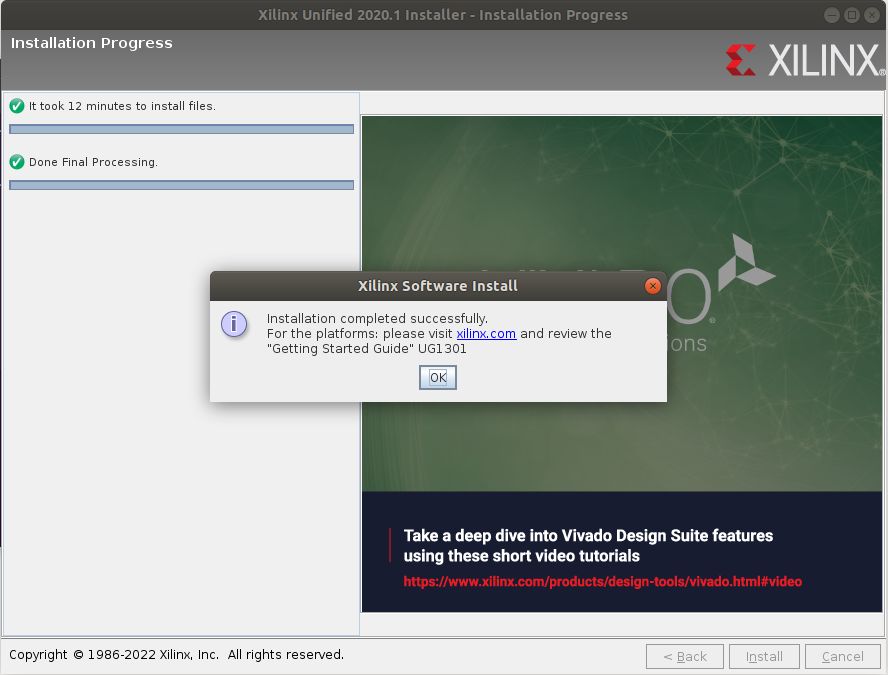 Xilinx Unified 2020.1 Installer - Installation Progress
Installation Progress
XILINX®
It took 12 minutes to install files.
Done Final Processing.
Xilinx Software Install
Installation completed successfully.
For the platforms: please visit xilinx.com and review the
"Getting Started Guide" UG1301
OK
Take a deep dive into Vivado Design Suite features
using these short video tutorials
https://www.xilinx.com/products/design-tools/vivado.html#video
Copyright © 1986-2022 Xilinx, Inc.  All rights reserved.
< Back
Install
Cancel